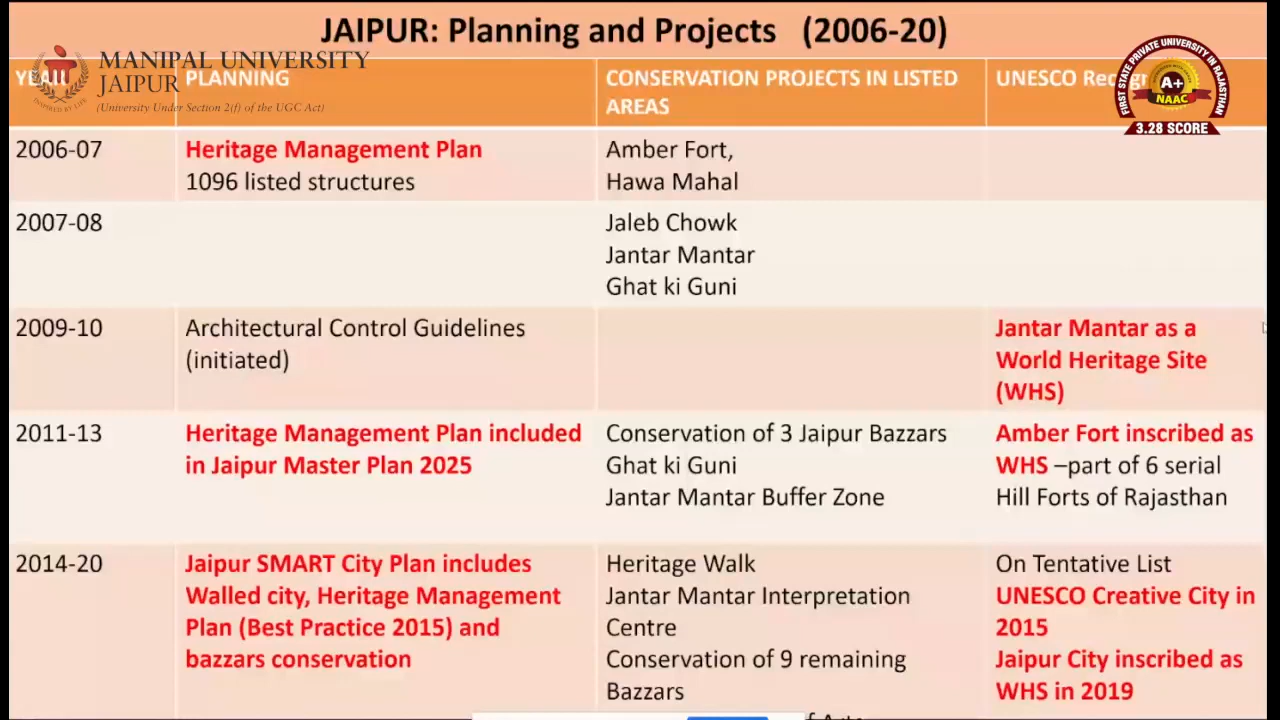 JAIPUR: Planning and Projects (2006-20)
MANIPAL UNIVERSITY
JAIPUR
(University Under Section 2(f) of the UGC Act)
INSPIRED BY LIFE
FIRST STATE PRIVATE UNIVERSITY IN RAJASTHAN
A+
NAAC
3.28 SCORE
PLANNING
CONSERVATION PROJECTS IN LISTED
AREAS
UNESCO
2006-07
Heritage Management Plan
1096 listed structures
Amber Fort,
Hawa Mahal
2007-08
Jaleb Chowk
Jantar Mantar
Ghat ki Guni
2009-10
Architectural Control Guidelines
(initiated)
Jantar Mantar as a
World Heritage Site
(WHS)
2011-13
Heritage Management Plan included
in Jaipur Master Plan 2025
Conservation of 3 Jaipur Bazzars
Ghat ki Guni
Jantar Mantar Buffer Zone
Amber Fort inscribed as
WHS –part of 6 serial
Hill Forts of Rajasthan
2014-20
Jaipur SMART City Plan includes
Walled city, Heritage Management
Plan (Best Practice 2015) and
bazzars conservation
Heritage Walk
Jantar Mantar Interpretation
Centre
Conservation of 9 remaining
Bazzars
On Tentative List
UNESCO Creative City in
2015
Jaipur City inscribed as
WHS in 2019